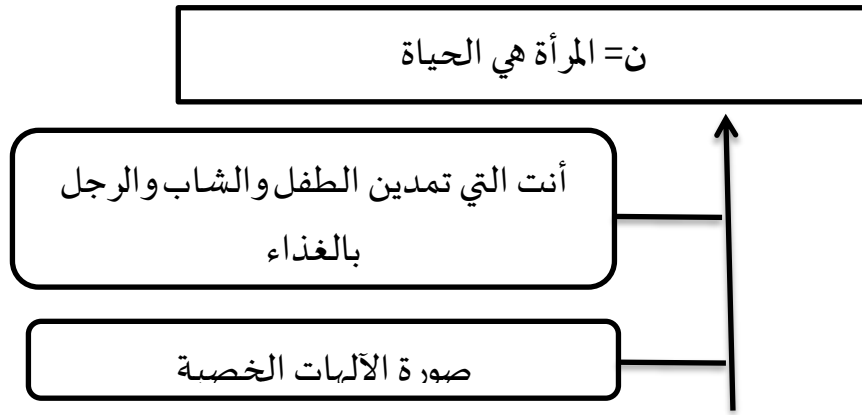 ن= المرأة هي الحياة
أنت التي تمدين الطفل والشاب والرجل
بالغذاء
صورة الآلهات الخصبة